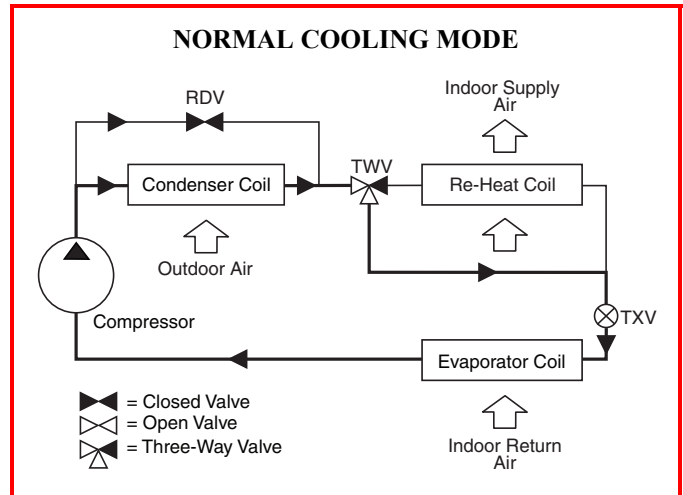 NORMAL COOLING MODE
RDV
Indoor Supply
Air
TWV
Condenser Coil
Re-Heat Coil
Outdoor Air
Compressor
TXV
Evaporator Coil
= Closed Valve
= Open Valve
= Three-Way Valve
Indoor Return
Air